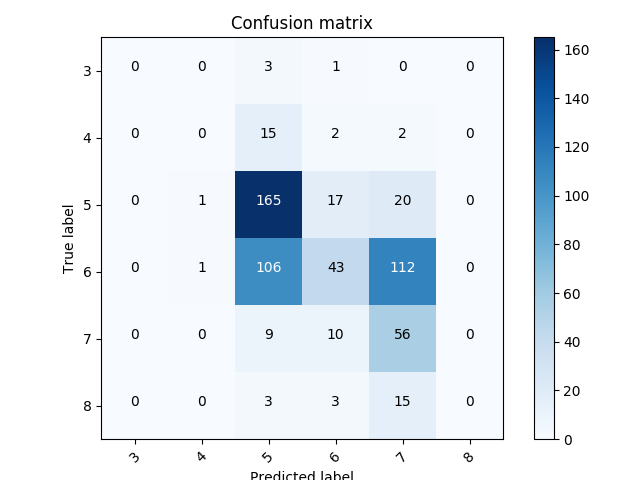 Confusion matrix
3 0 0 3 1 0 0
4 0 0 15 2 2 0
5 0 1 165 17 20 0
6 0 1 106 43 112 0
7 0 0 9 10 56 0
8 0 0 3 3 15 0
3 4 5 6 7 8
True label
Predicted label
160
140
120
100
80
60
40
20
0